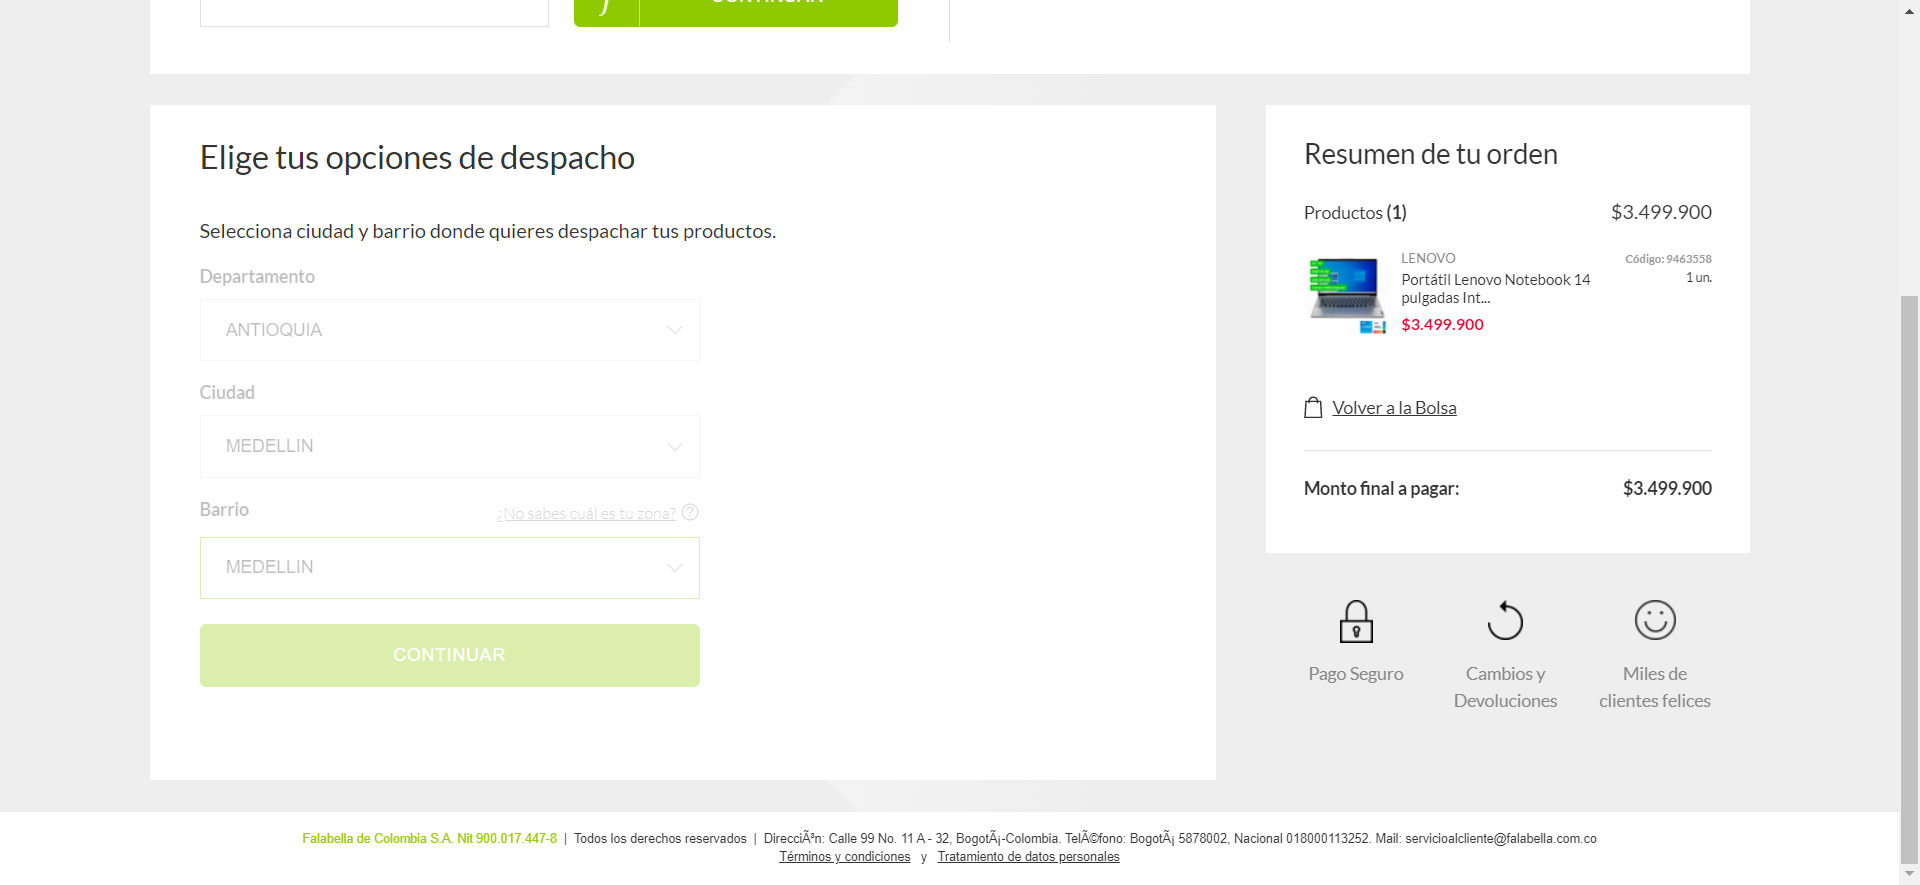 CONTINUAR
Elige tus opciones de despacho
Selecciona ciudad y barrio donde quieres despachar tus productos.
Departamento
ANTIOQUIA
Ciudad
MEDELLIN
Barrio
¿No sabes cuál es tu zona? ?
MEDELLIN
CONTINUAR
Resumen de tu orden
Productos (1) $3.499.900
LENOVO Código: 9463558
Portátil Lenovo Notebook 14 1 un.
pulgadas Int...
$3.499.900
Volver a la Bolsa
Monto final a pagar: $3.499.900
Pago Seguro
Cambios y
Devoluciones
Miles de
clientes felices
Falabella de Colombia S.A. Nit 900.017.447-8 | Todos los derechos reservados | DirecciÃ³n: Calle 99 No. 11 A - 32, BogotÃ¡-Colombia. TelÃ©fono: BogotÃ¡ 5878002, Nacional 018000113252. Mail: servicioalcliente@falabella.com.co
Términos y condiciones y Tratamiento de datos personales